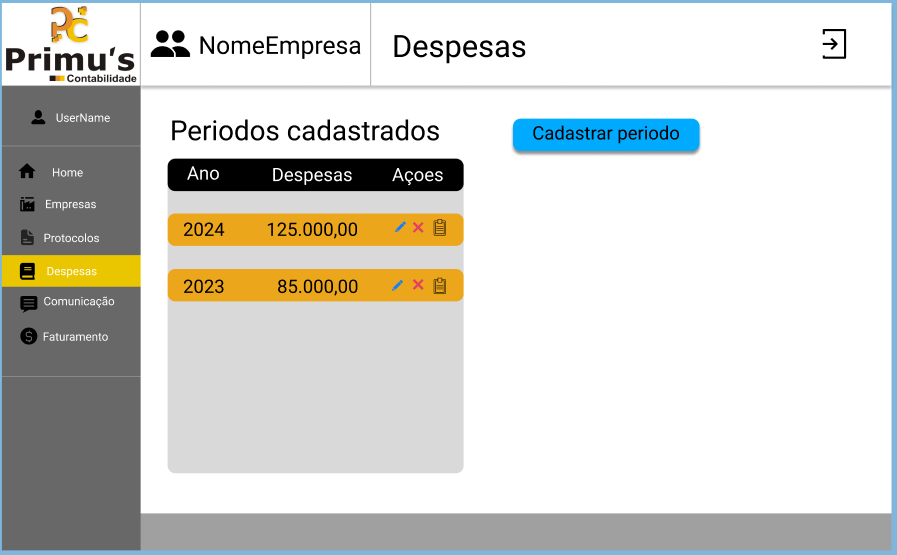 Primu's
Contabilidade
NomeEmpresa
Despesas
UserName
Home
Empresas
Protocolos
Despesas
Comunicação
Faturamento
Periodos cadastrados
Cadastrar periodo
Ano Despesas Açoes
2024 125.000,00
2023 85.000,00